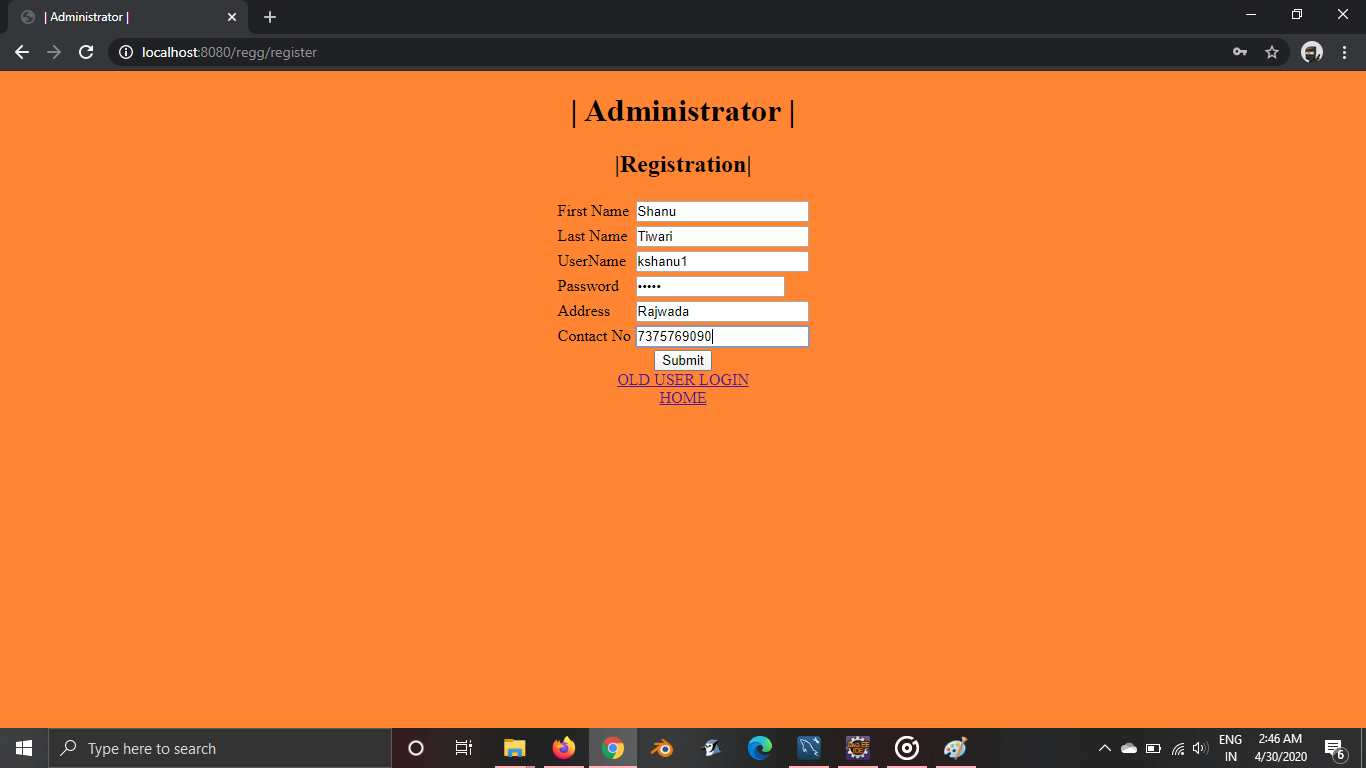 | Administrator |
localhost:8080/regg/register
| Administrator |
|Registration|
First Name Shanu
Last Name Tiwari
UserName kshanu1
Password •••••
Address Rajwada
Contact No 7375769090
Submit
OLD USER LOGIN
HOME
Type here to search
ENG
IN
2:46 AM
4/30/2020
6